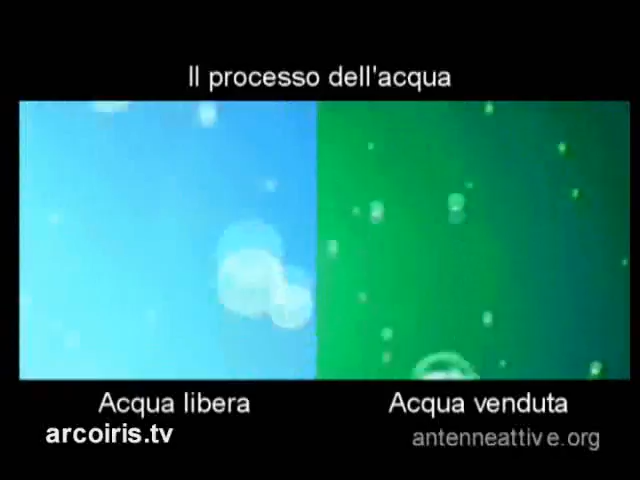 Il processo dell'acqua
Acqua libera
Acqua venduta
arcoiris.tv
antenneattive.org